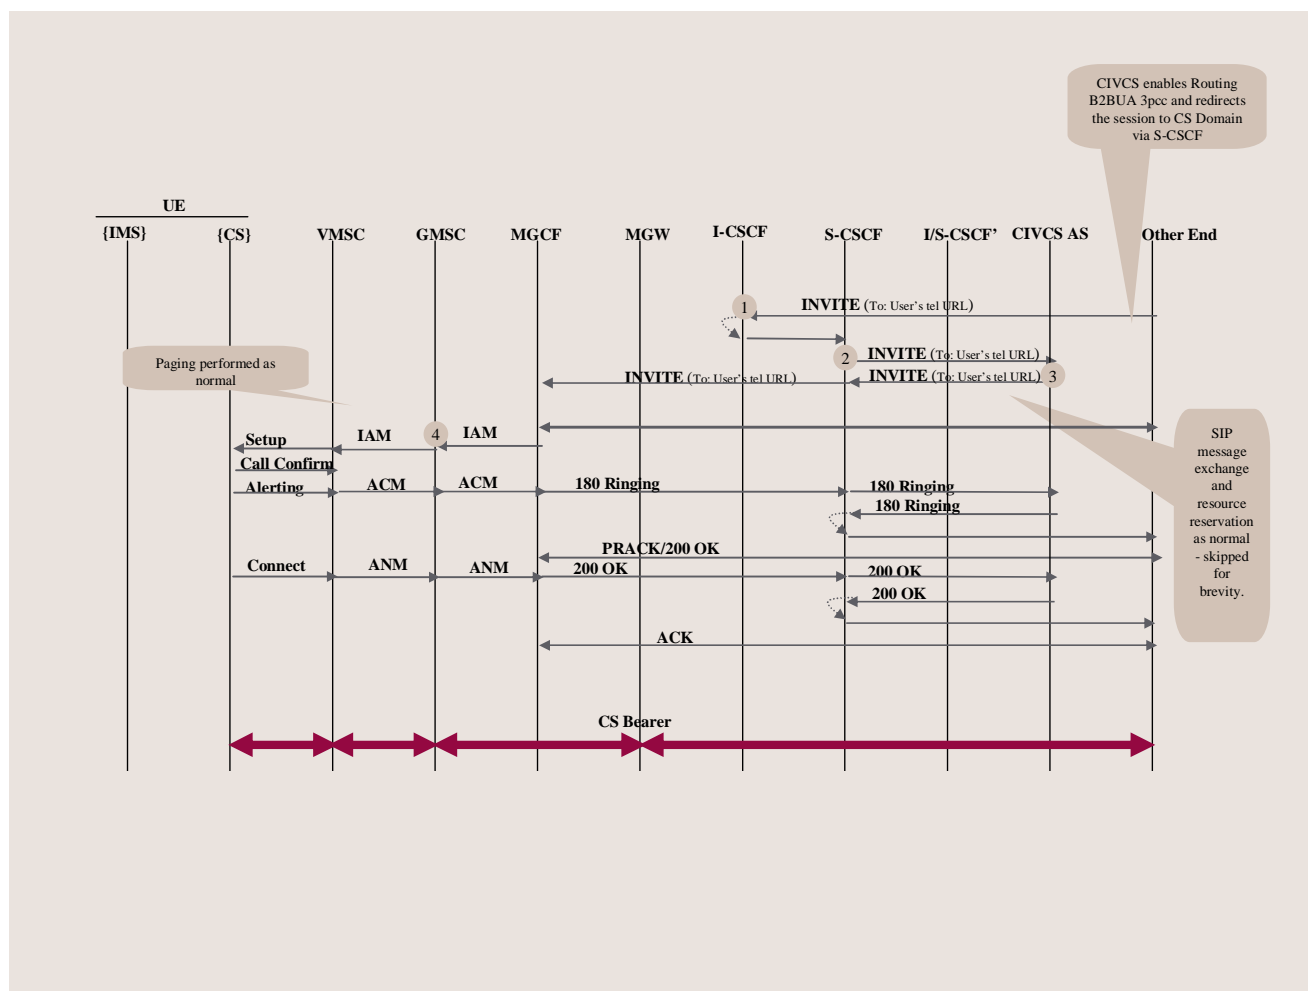 CIVCS enables Routing
B2BUA 3pcc and redirects
the session to CS Domain
via S-CSCF
UE
{IMS}
{CS}
VMSC
GMSC
MGCF
MGW
I-CSCF
S-CSCF
I/S-CSCF’
CIVCS AS
Other End
1
INVITE (To: User's tel URL)
2
INVITE (To: User's tel URL)
Paging performed as
normal
INVITE (To: User's tel URL)
INVITE (To: User's tel URL)
3
Setup
IAM
4
IAM
SIP
message
exchange
and
resource
reservation
as normal
- skipped
for
brevity.
Call Confirm
Alerting
ACM
ACM
180 Ringing
180 Ringing
180 Ringing
PRACK/200 OK
Connect
ANM
ANM
200 OK
200 OK
200 OK
ACK
CS Bearer